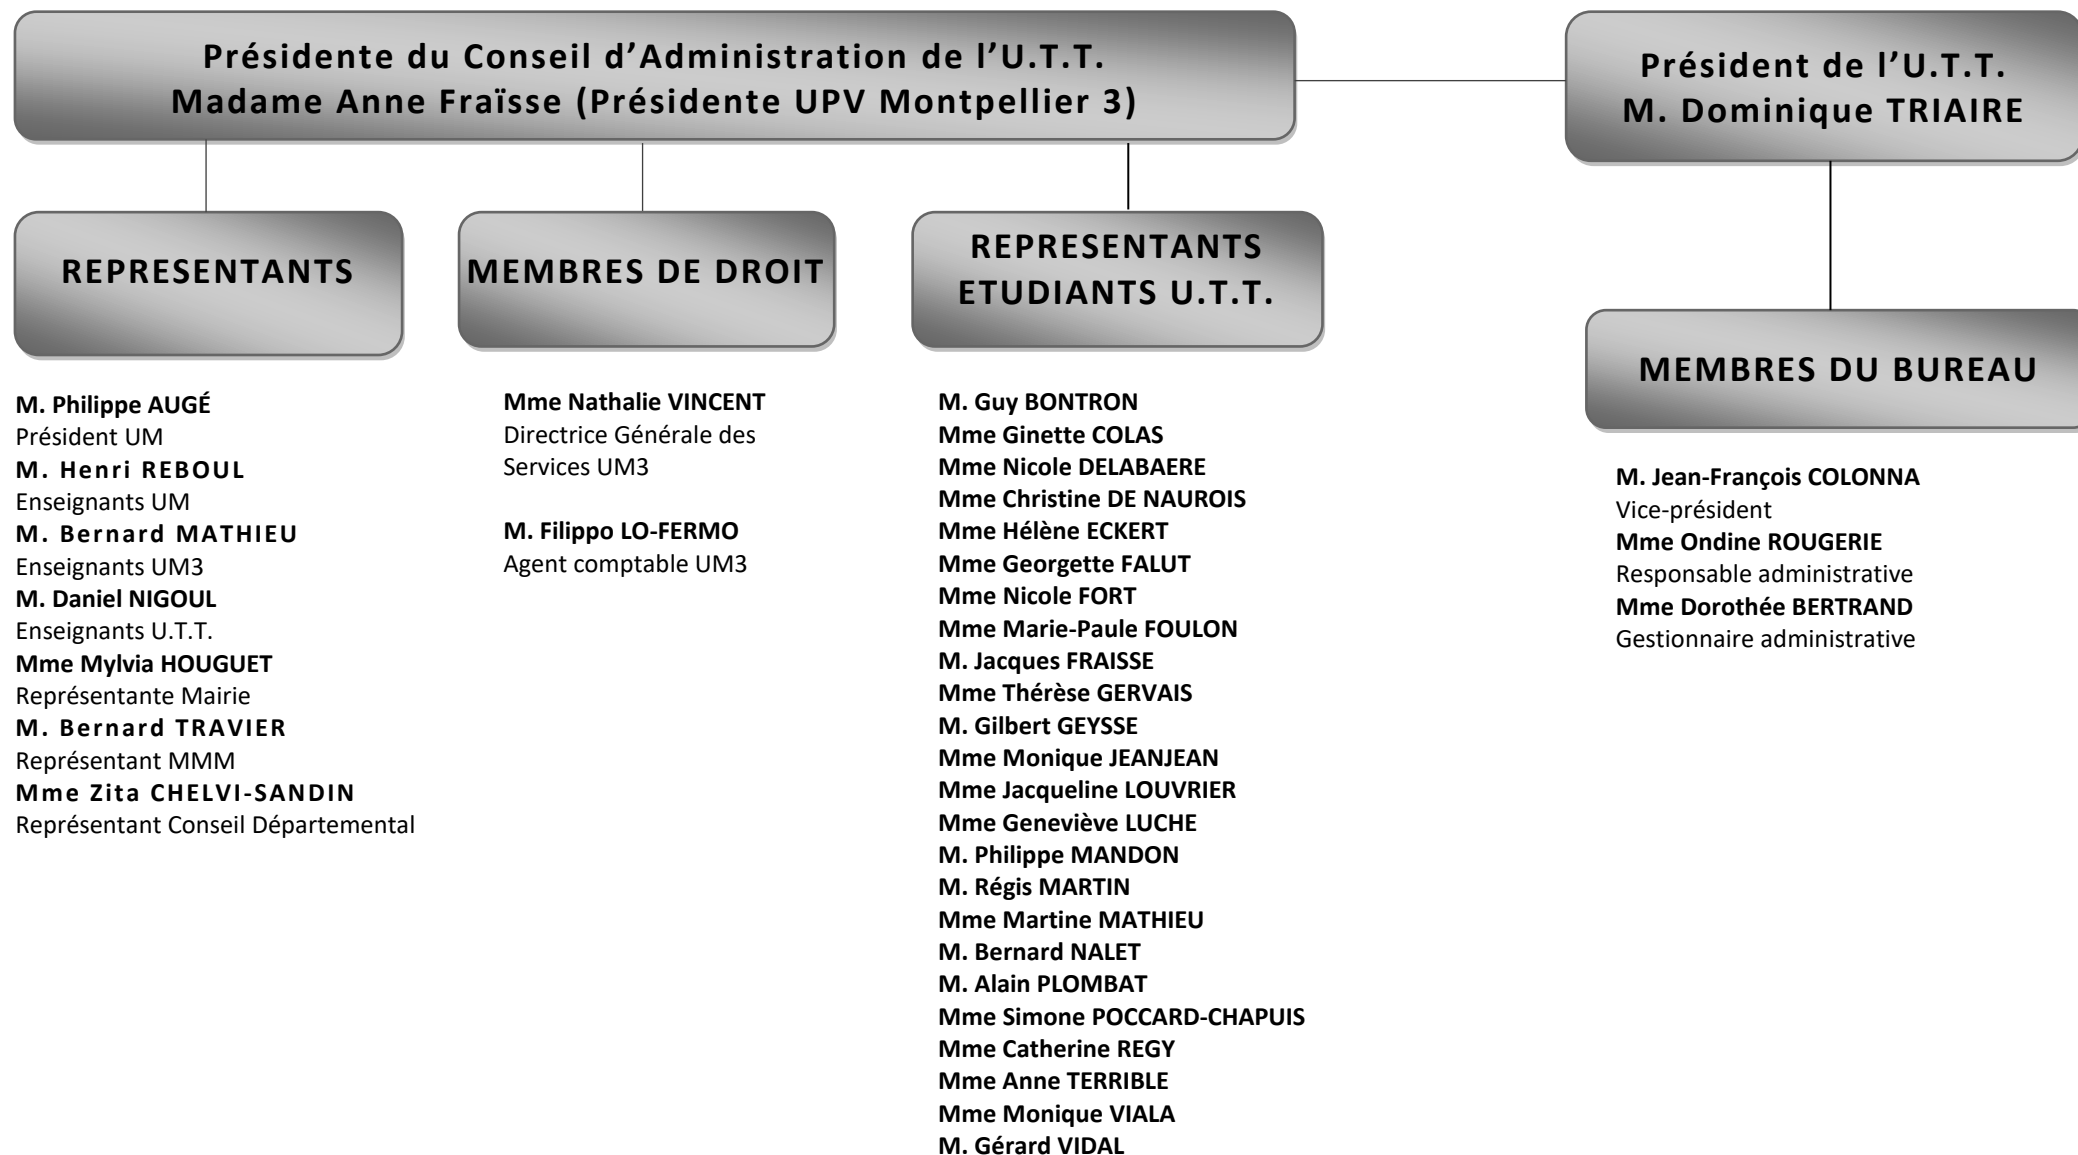 Présidente du Conseil d’Administration de l’U.T.T.
Madame Anne Fraïsse (Présidente UPV Montpellier 3)
Président de l’U.T.T.
M. Dominique TRIAIRE
REPRESENTANTS
M. Philippe AUGÉ
Président UM
M. Henri REBOUL
Enseignants UM
M. Bernard MATHIEU
Enseignants UM3
M. Daniel NIGOUL
Enseignants U.T.T.
Mme Mylvia HOUGUET
Représentante Mairie
M. Bernard TRAVIER
Représentant MMM
Mme Zita CHELVI-SANDIN
Représentant Conseil Départemental
MEMBRES DE DROIT
Mme Nathalie VINCENT
Directrice Générale des
Services UM3
M. Filippo LO-FERMO
Agent comptable UM3
REPRESENTANTS
ETUDIANTS U.T.T.
M. Guy BONTRON
Mme Ginette COLAS
Mme Nicole DELABAERE
Mme Christine DE NAUROIS
Mme Hélène ECKERT
Mme Georgette FALUT
Mme Nicole FORT
Mme Marie-Paule FOULON
M. Jacques FRAISSE
Mme Thérèse GERVAIS
M. Gilbert GEYSSE
Mme Monique JEANJEAN
Mme Jacqueline LOUVRIER
Mme Geneviève LUCHE
M. Philippe MANDON
M. Régis MARTIN
Mme Martine MATHIEU
M. Bernard NALET
M. Alain PLOMBAT
Mme Simone POCCARD-CHAPUIS
Mme Catherine REGY
Mme Anne TERRIBLE
Mme Monique VIALA
M. Gérard VIDAL
MEMBRES DU BUREAU
M. Jean-François COLONNA
Vice-président
Mme Ondine ROUGERIE
Responsable administrative
Mme Dorothée BERTRAND
Gestionnaire administrative